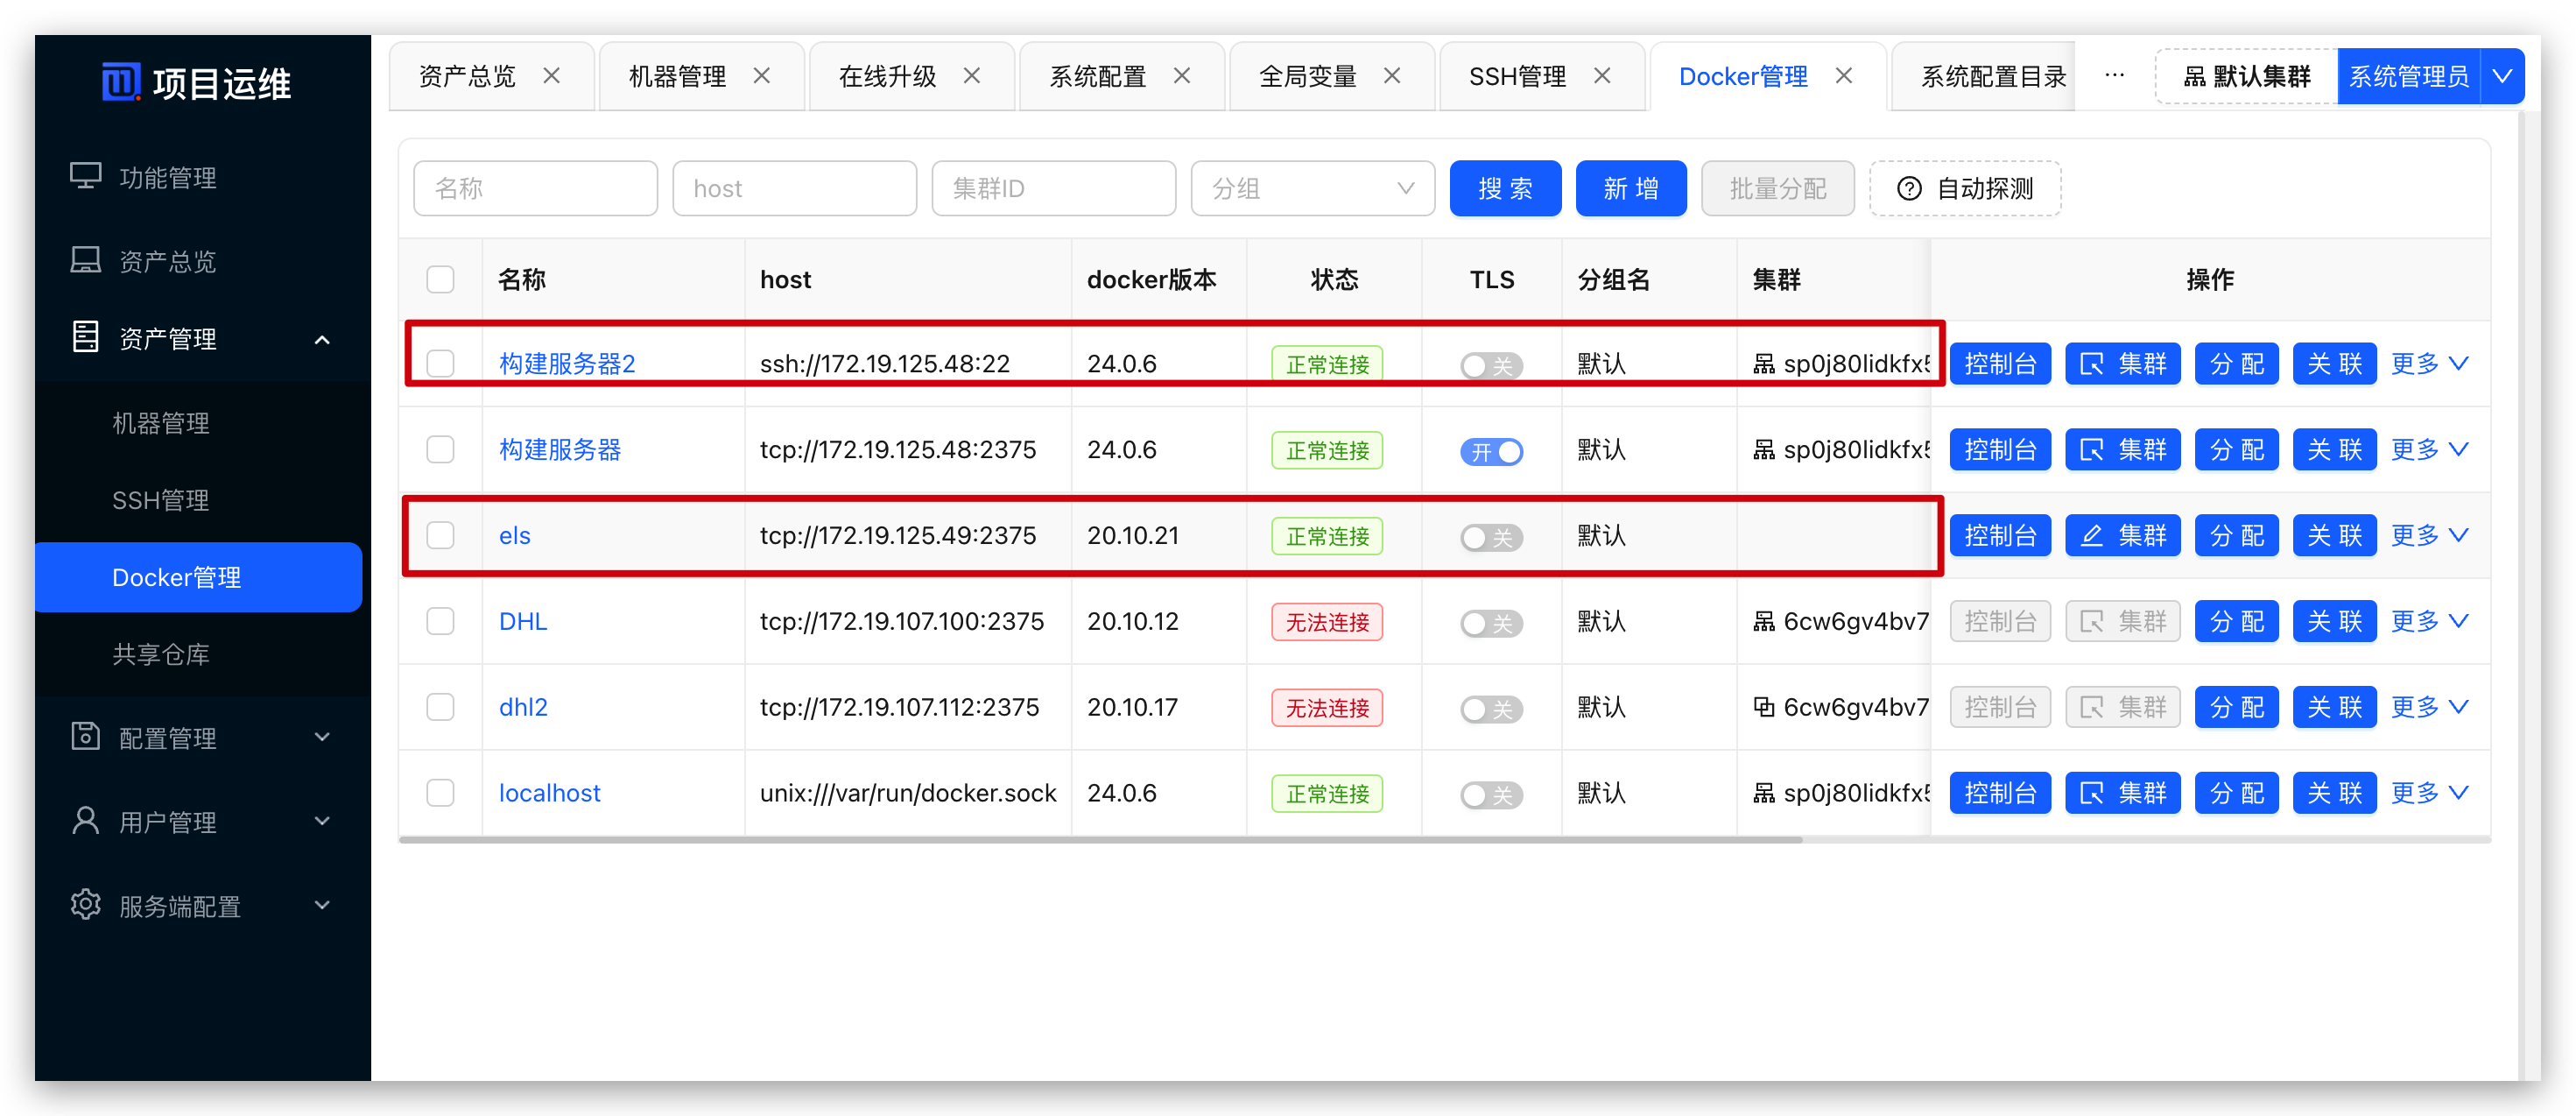 项目运维
功能管理
资产总览
资产管理
机器管理
SSH管理
Docker管理
共享仓库
配置管理
用户管理
服务端配置
资产总览 机器管理 在线升级 系统配置 全局变量 SSH管理 Docker管理 系统配置目录 ··· 默认集群 系统管理员
名称 host 集群ID 分组 搜 索 新 增 批量分配 自动探测
名称 host docker版本 状态 TLS 分组名 集群 操作
构建服务器2 ssh://172.19.125.48:22 24.0.6 正常连接 关 默认 sp0j80lidkfx5 控制台 集群 分 配 关 联 更多
构建服务器 tcp://172.19.125.48:2375 24.0.6 正常连接 开 默认 sp0j80lidkfx5 控制台 集群 分 配 关 联 更多
els tcp://172.19.125.49:2375 20.10.21 正常连接 关 默认 控制台 集群 分 配 关 联 更多
DHL tcp://172.19.107.100:2375 20.10.12 无法连接 关 默认 6cw6gv4bv7 控制台 集群 分 配 关 联 更多
dhl2 tcp://172.19.107.112:2375 20.10.17 无法连接 关 默认 6cw6gv4bv7 控制台 集群 分 配 关 联 更多
localhost unix:///var/run/docker.sock 24.0.6 正常连接 关 默认 sp0j80lidkfx5 控制台 集群 分 配 关 联 更多